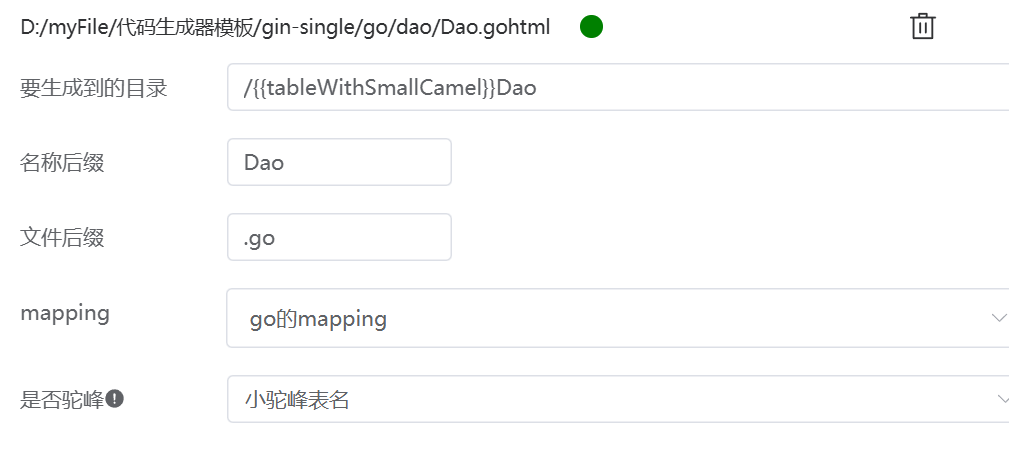 D:/myFile/代码生成器模板/gin-single/go/dao/Dao.gohtml
要生成到的目录 /{{tableWithSmallCamel}}Dao
名称后缀 Dao
文件后缀 .go
mapping go的mapping
是否驼峰 小驼峰表名